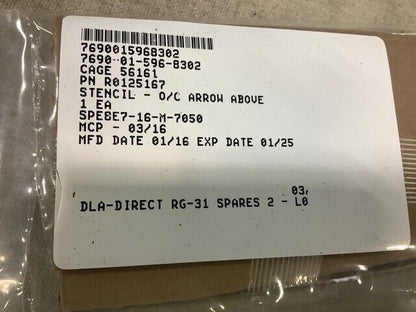 7690015968302
7690-01-596-8302
CAGE 56161
PN R0125167
STENCIL - O/C ARROW ABOVE
1 EA
SPE8E7-16-M-7050
MCP - 03/16
MFD DATE 01/16 EXP DATE 01/25
03,
DLA-DIRECT RG-31 SPARES 2 - L0